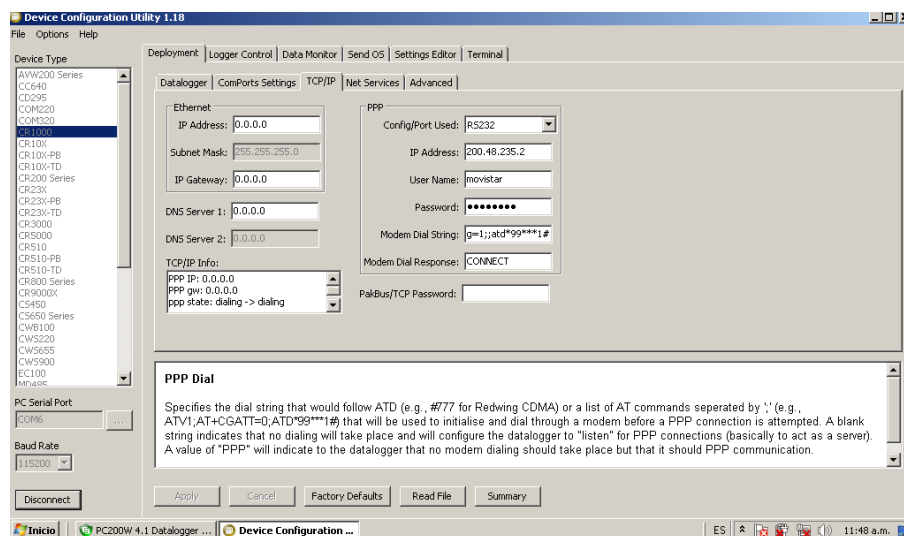 Device Configuration Utility 1.18
File Options Help
Device Type
AVW200 Series
CC640
CD295
COM220
COM320
CR1000
CR10X
CR10X-PB
CR10X-TD
CR200 Series
CR23X
CR23X-PB
CR23X-TD
CR3000
CR5000
CR510
CR510-PB
CR510-TD
CR800 Series
CR9000X
CS450
CS650 Series
CWB100
CWS220
CWS655
CWS900
EC100
MD485
PC Serial Port
COM6
...
Baud Rate
115200
Disconnect
Deployment Logger Control Data Monitor Send OS Settings Editor Terminal
Datalogger ComPorts Settings TCP/IP Net Services Advanced
Ethernet
IP Address: 0.0.0.0
Subnet Mask: 255.255.255.0
IP Gateway: 0.0.0.0
DNS Server 1: 0.0.0.0
DNS Server 2: 0.0.0.0
TCP/IP Info:
PPP IP: 0.0.0.0
PPP gw: 0.0.0.0
ppp state: dialing -> dialing
PPP
Config/Port Used: RS232
IP Address: 200.48.235.2
User Name: movistar
Password: ●●●●●●●●
Modem Dial String: g=1;;atd*99***1#
Modem Dial Response: CONNECT
PakBus/TCP Password:
PPP Dial
Specifies the dial string that would follow ATD (e.g., #777 for Redwing CDMA) or a list of AT commands seperated by ';' (e.g.,
ATV1;AT+CGATT=0;ATD*99***1#) that will be used to initialise and dial through a modem before a PPP connection is attempted. A blank
string indicates that no dialing will take place and will configure the datalogger to "listen" for PPP connections (basically to act as a server).
A value of "PPP" will indicate to the datalogger that no modem dialing should take place but that it should PPP communication.
Apply Cancel Factory Defaults Read File Summary
Inicio PC200W 4.1 Datalogger ... Device Configuration ... ES 11:48 a.m.